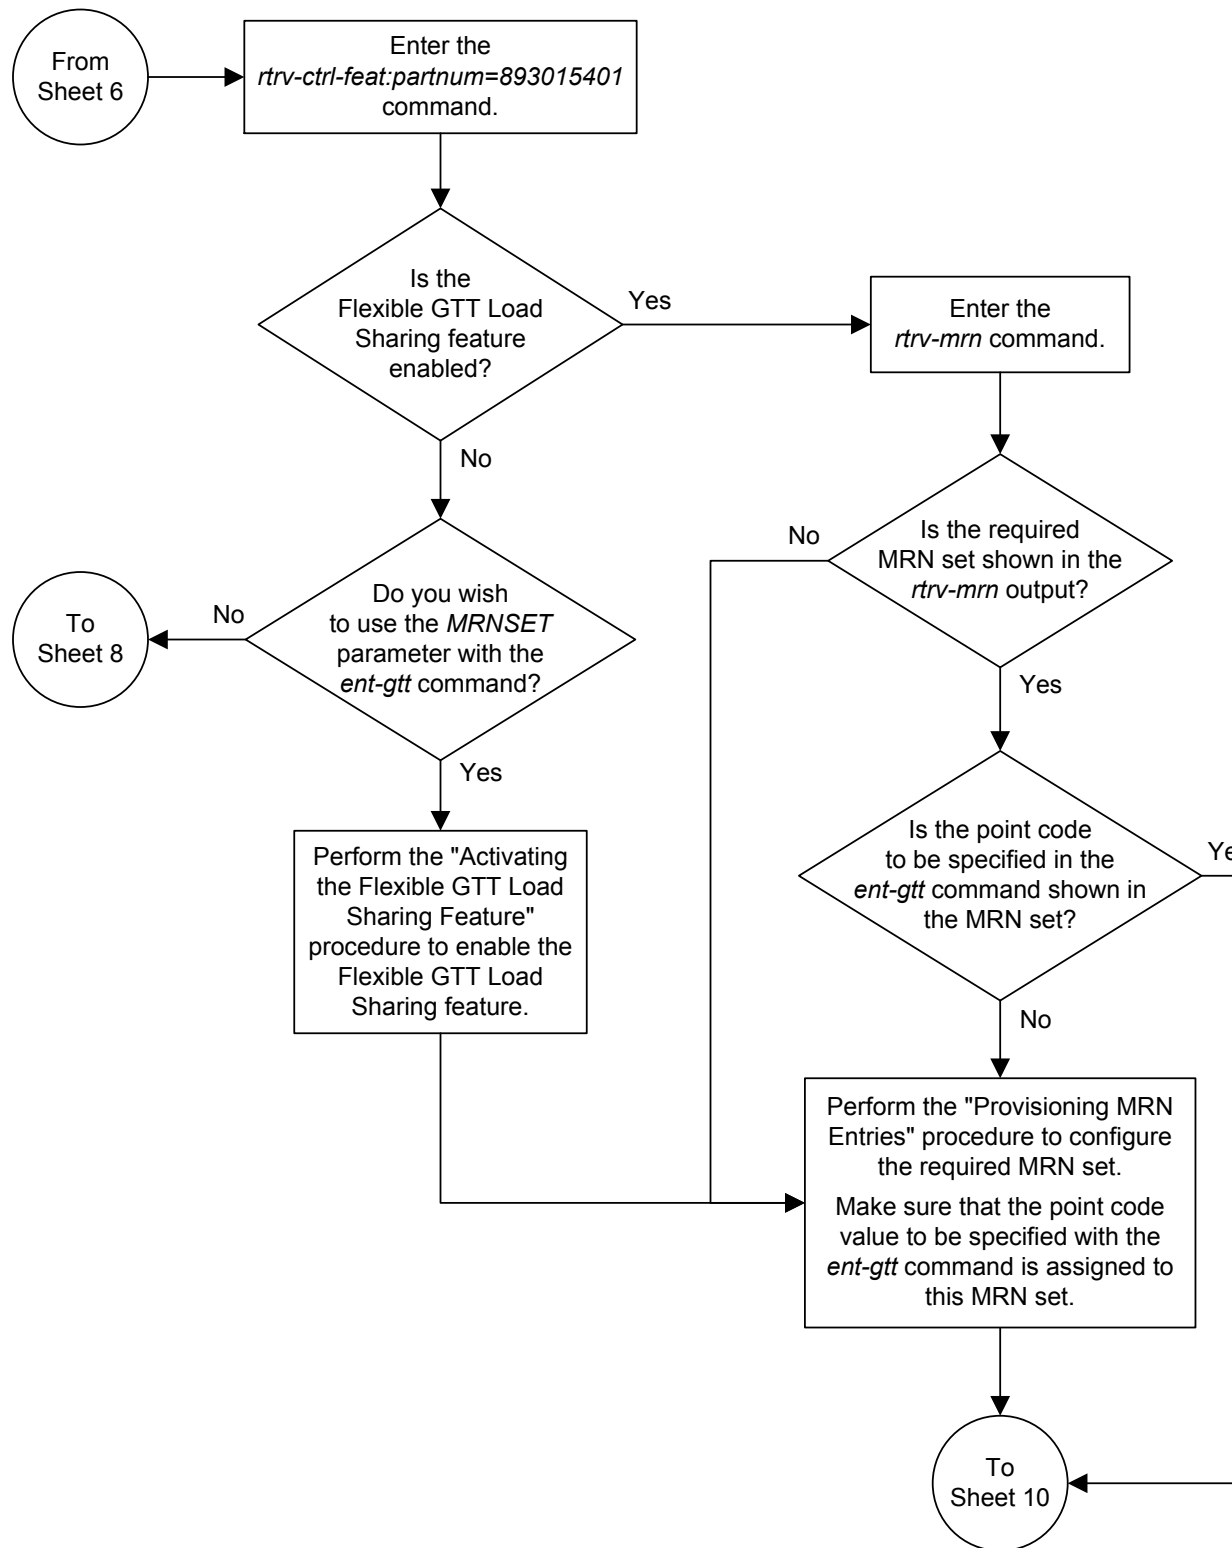 From
Sheet 6
Enter the
rtrv-ctrl-feat:partnum=893015401
command.
Is the
Flexible GTT Load
Sharing feature
enabled?
Yes
Enter the
rtrv-mrn command.
No
Is the required
MRN set shown in the
rtrv-mrn output?
No
Yes
Do you wish
to use the MRNSET
parameter with the
ent-gtt command?
No
To
Sheet 8
Yes
Is the point code
to be specified in the
ent-gtt command shown in
the MRN set?
Ye
No
Perform the "Activating
the Flexible GTT Load
Sharing Feature"
procedure to enable the
Flexible GTT Load
Sharing feature.
Perform the "Provisioning MRN
Entries" procedure to configure
the required MRN set.
Make sure that the point code
value to be specified with the
ent-gtt command is assigned to
this MRN set.
To
Sheet 10